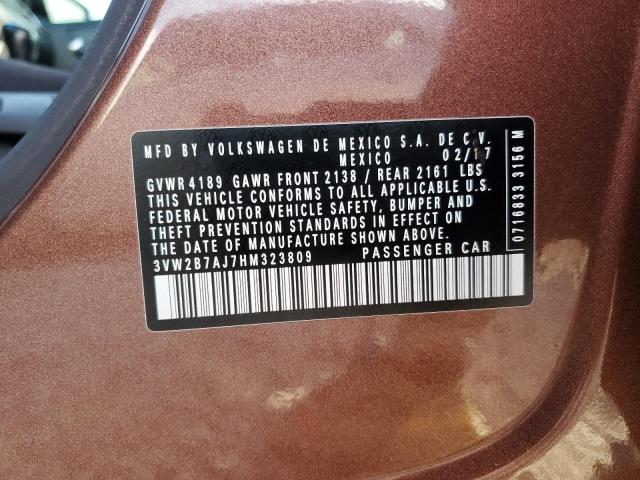 MFD BY VOLKSWAGEN DE MEXICO S.A. DE C.V.
MEXICO 02/17
GVWR 4189 GAWR FRONT 2138 / REAR 2161 LBS
THIS VEHICLE CONFORMS TO ALL APPLICABLE U.S.
FEDERAL MOTOR VEHICLE SAFETY, BUMPER AND
THEFT PREVENTION STANDARDS IN EFFECT ON
THE DATE OF MANUFACTURE SHOWN ABOVE.
3VW2B7AJ7HM323809 PASSENGER CAR
0716833 3156 M